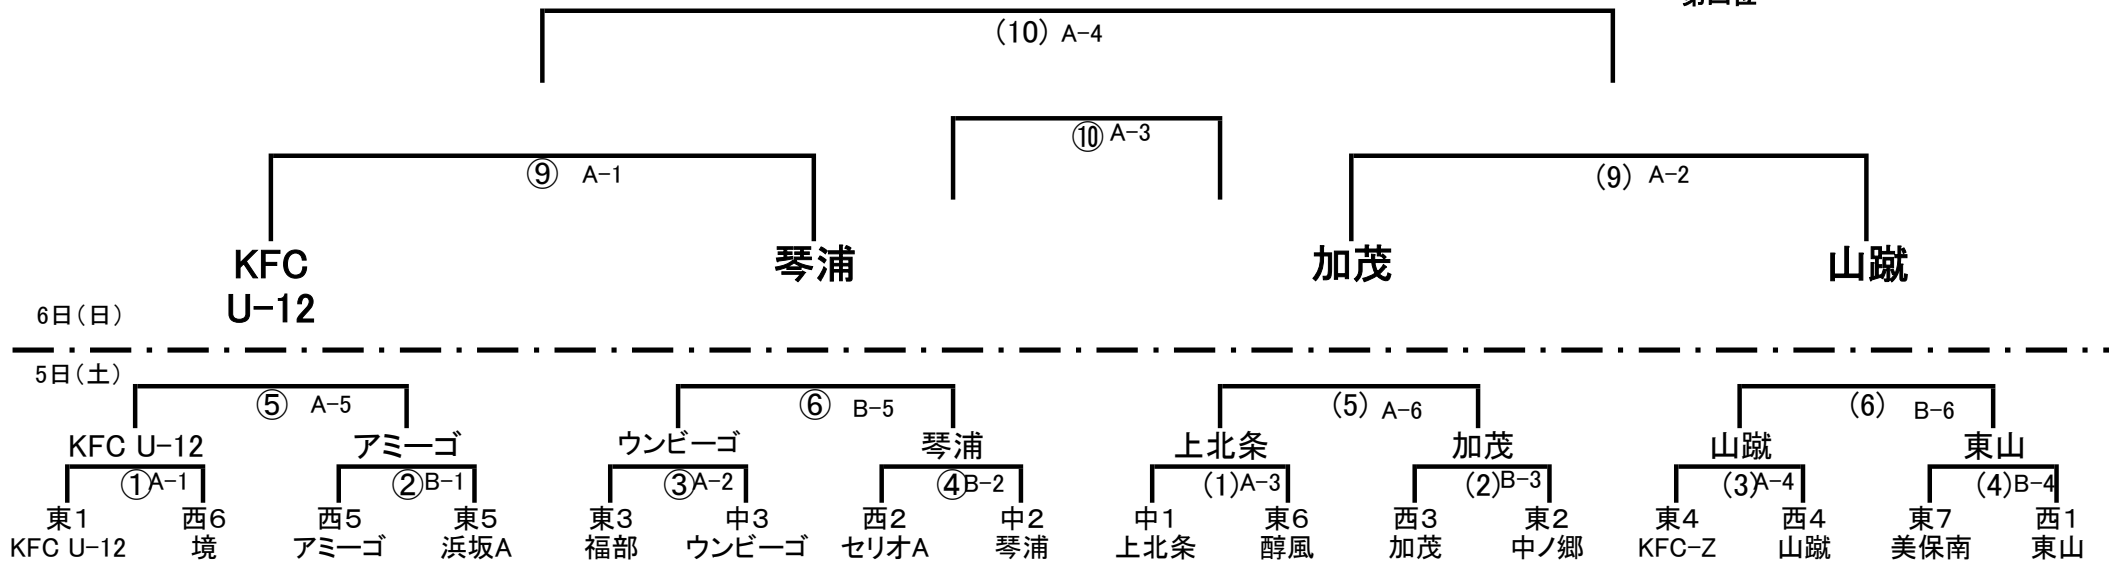 (10) A-4
⑩ A-3
⑨ A-1
(9) A-2
KFC
U-12
琴浦
加茂
山蹴
6日(日)
5日(土)
⑤ A-5
⑥ B-5
(5) A-6
(6) B-6
KFC U-12
アミーゴ
ウンビーゴ
琴浦
上北条
加茂
山蹴
東山
①A-1
②B-1
③A-2
④B-2
(1)A-3
(2)B-3
(3)A-4
(4)B-4
東1 西6 西5 東5 東3 中3 西2 中2 中1 東6 西3 東2 東4 西4 東7 西1
KFC U-12 境 アミーゴ 浜坂A 福部 ウンビーゴ セリオA 琴浦 上北条 醇風 加茂 中ノ郷 KFC-Z 山蹴 美保南 東山